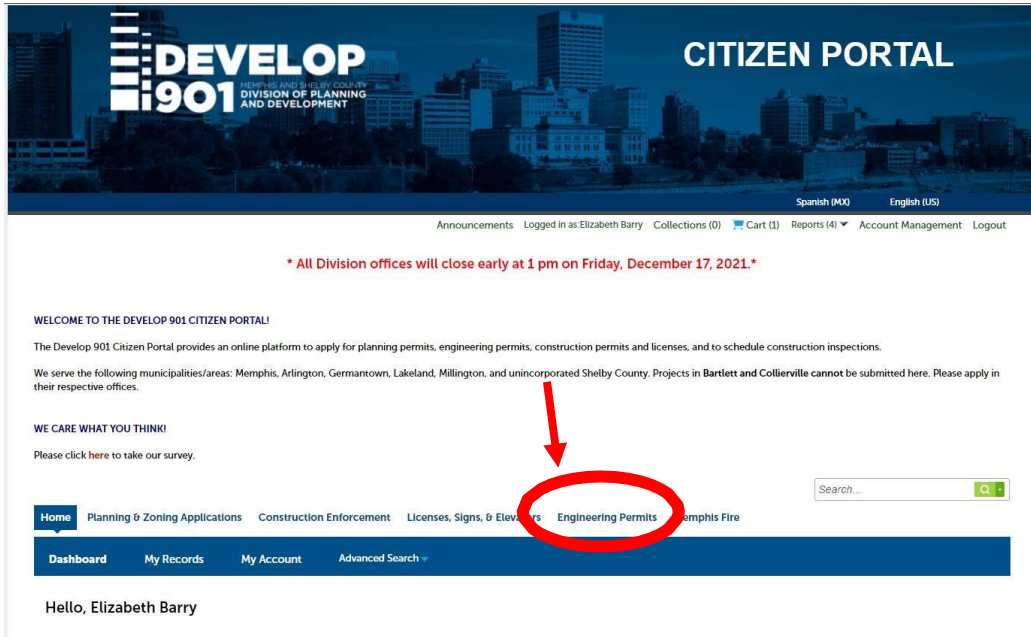 DEVELOP
901
MEMPHIS AND SHELBY COUNTY
DIVISION OF PLANNING
AND DEVELOPMENT
CITIZEN PORTAL
Spanish (MX) English (US)
Announcements Logged in as:Elizabeth Barry Collections (0) Cart (1) Reports (4) Account Management Logout
* All Division offices will close early at 1 pm on Friday, December 17, 2021.*
WELCOME TO THE DEVELOP 901 CITIZEN PORTAL!
The Develop 901 Citizen Portal provides an online platform to apply for planning permits, engineering permits, construction permits and licenses, and to schedule construction inspections.
We serve the following municipalities/areas: Memphis, Arlington, Germantown, Lakeland, Millington, and unincorporated Shelby County. Projects in Bartlett and Collierville cannot be submitted here. Please apply in
their respective offices.
WE CARE WHAT YOU THINK!
Please click here to take our survey.
Search...
Home Planning & Zoning Applications Construction Enforcement Licenses, Signs, & Elevators Engineering Permits Memphis Fire
Dashboard My Records My Account Advanced Search
Hello, Elizabeth Barry